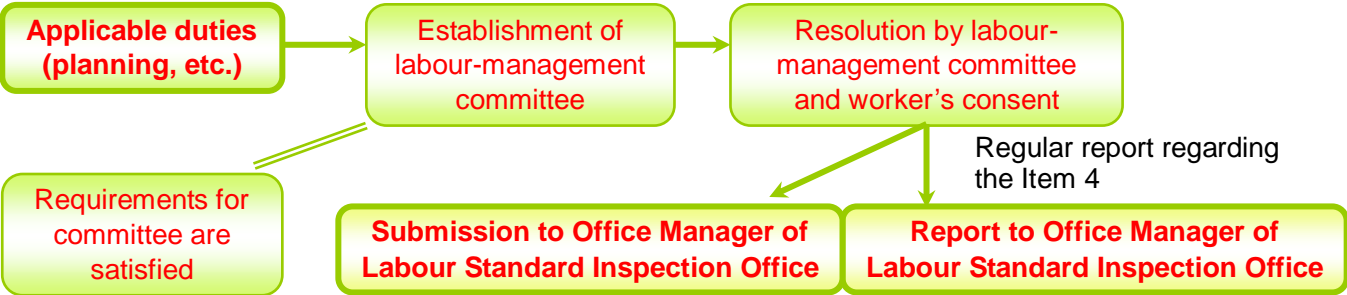 Applicable duties
(planning, etc.)
Establishment of
labour-management
committee
Resolution by labour-
management committee
and worker's consent
Regular report regarding
the Item 4
Requirements for
committee are
satisfied
Submission to Office Manager of
Labour Standard Inspection Office
Report to Office Manager of
Labour Standard Inspection Office